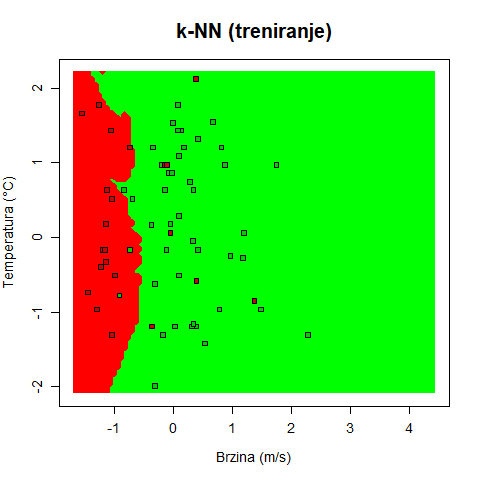 k-NN (treniranje)
2
1
0
-1
-2
Temperatura (°C)
-1 0 1 2 3 4
Brzina (m/s)